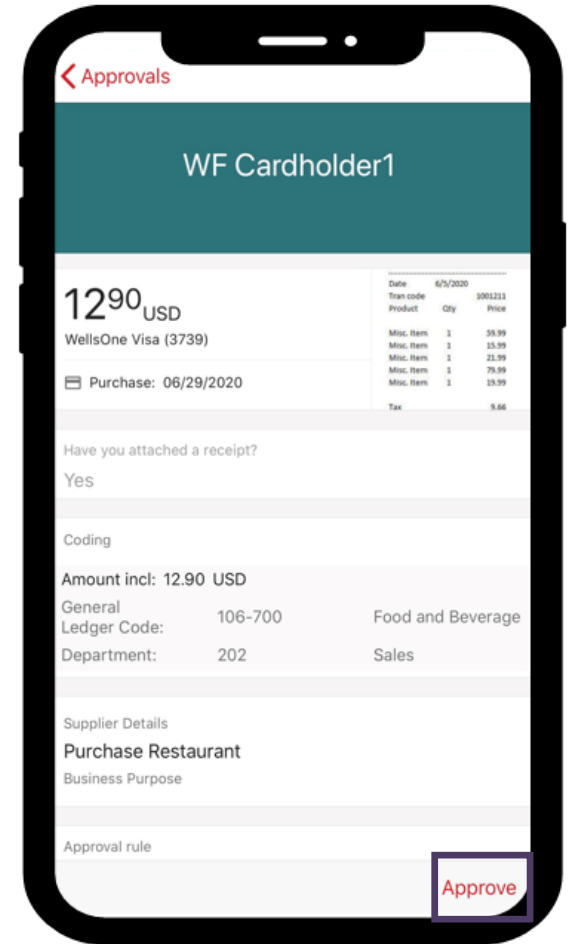 Approvals
WF Cardholder1
12 90 USD
WellsOne Visa (3739)
Purchase: 06/29/2020
Date 6/5/2020
Tran code 1001211
Product Qty Price
Misc. Item 1 59.99
Misc. Item 1 15.99
Misc. Item 1 21.99
Misc. Item 1 79.99
Misc. Item 1 19.99
Tax 9.66
Have you attached a receipt?
Yes
Coding
Amount incl: 12.90 USD
General
Ledger Code: 106-700 Food and Beverage
Department: 202 Sales
Supplier Details
Purchase Restaurant
Business Purpose
Approval rule
Approve